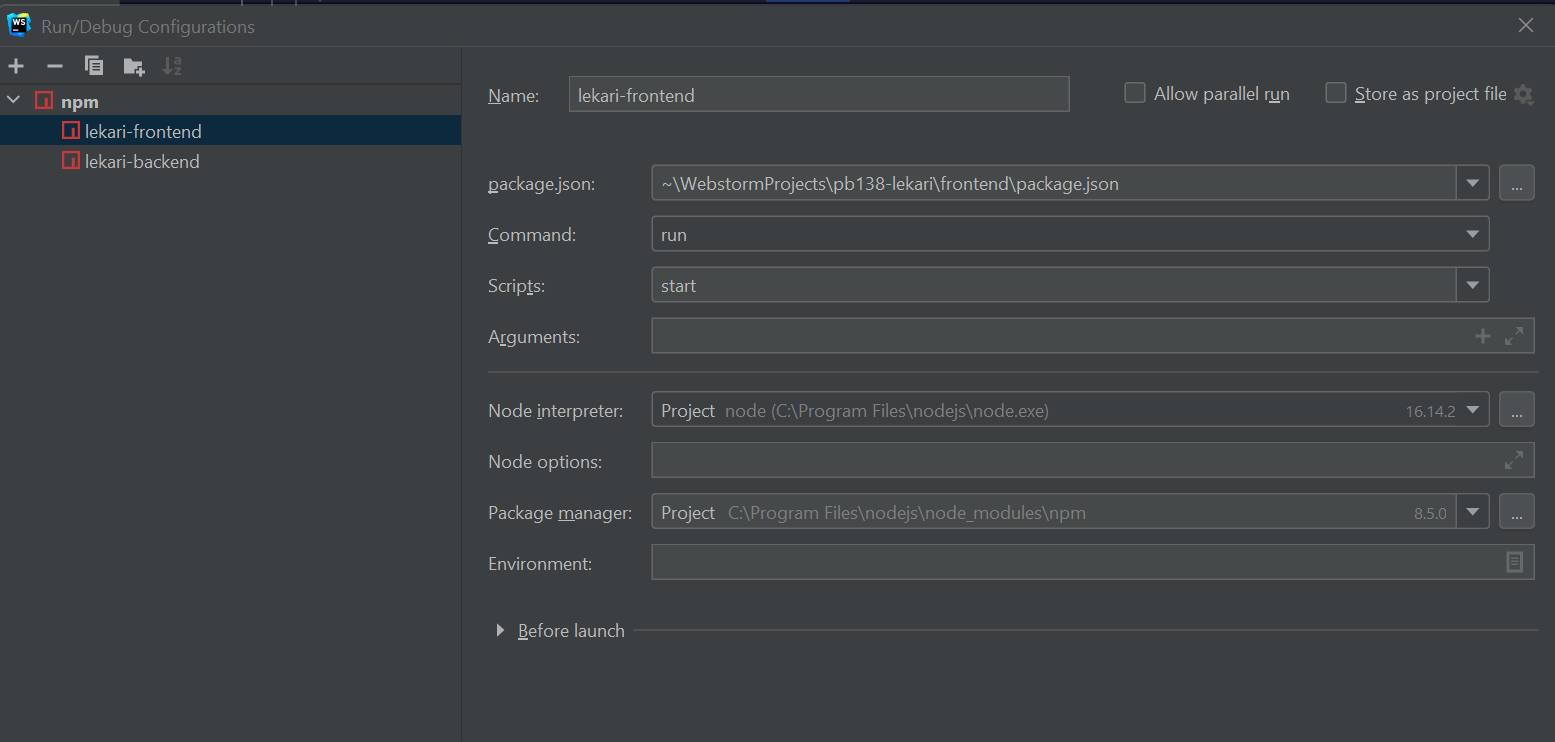 WS
Run/Debug Configurations
npm
lekari-frontend
lekari-backend
Name: lekari-frontend
Allow parallel run
Store as project file
package.json: ~\WebstormProjects\pb138-lekari\frontend\package.json ...
Command: run
Scripts: start
Arguments:
Node interpreter: Project node (C:\Program Files\nodejs\node.exe) 16.14.2 ...
Node options:
Package manager: Project C:\Program Files\nodejs\node_modules\npm 8.5.0 ...
Environment:
Before launch